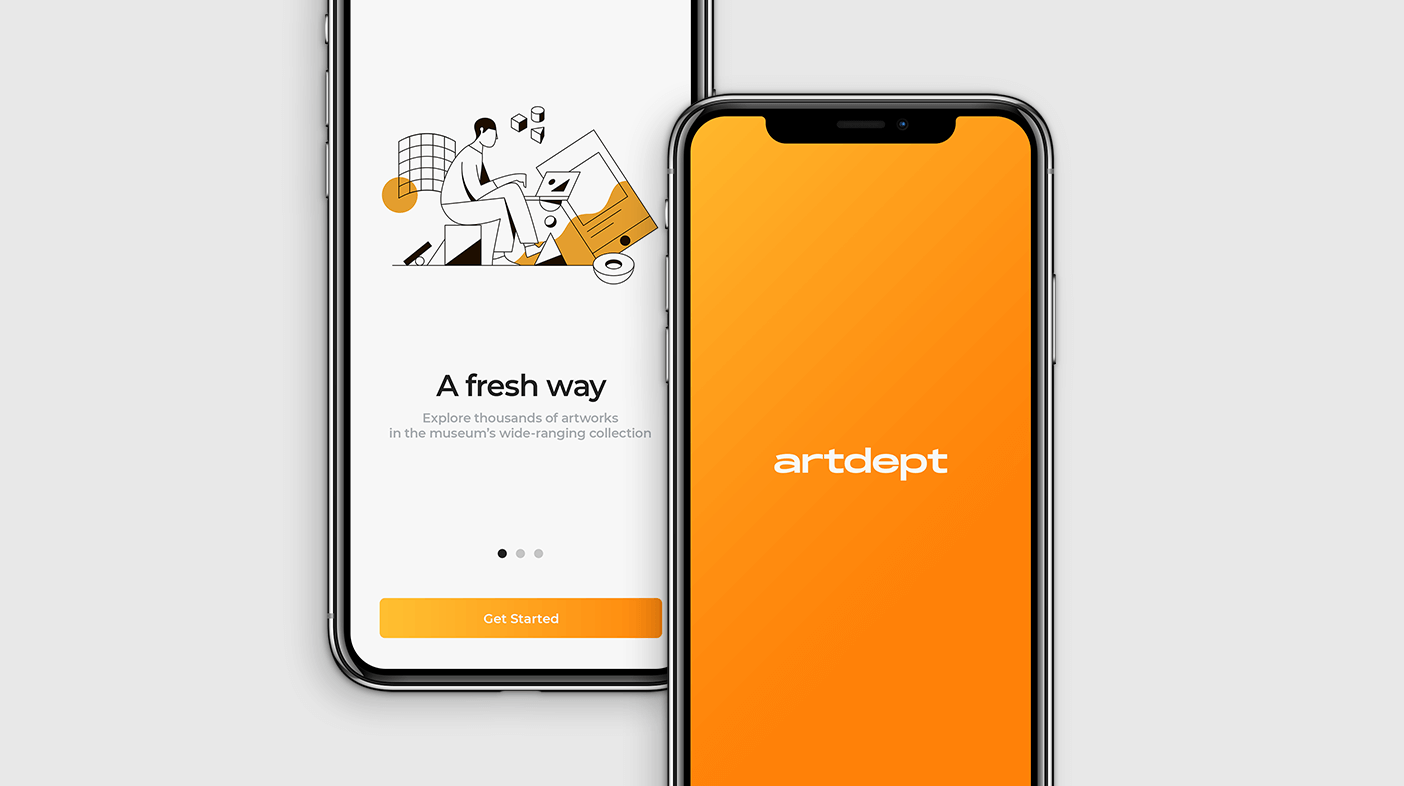 A fresh way
Explore thousands of artworks
in the museum's wide-ranging collection
Get Started
artdept